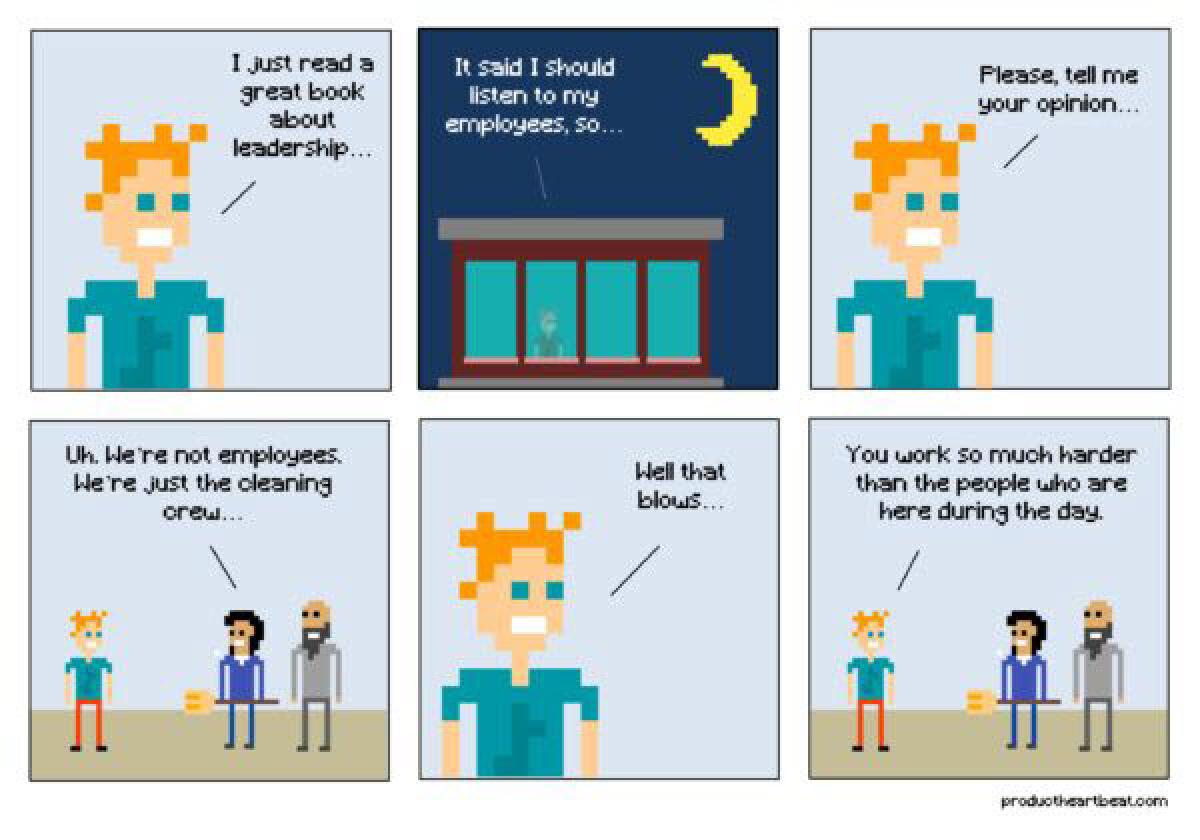 I just read a
great book
about
leadership...
It said I should
listen to my
employees, so...
Please, tell me
your opinion...
Uh. We're not employees.
We're just the cleaning
crew...
Well that
blows...
You work so much harder
than the people who are
here during the day.
productheartbeat.com